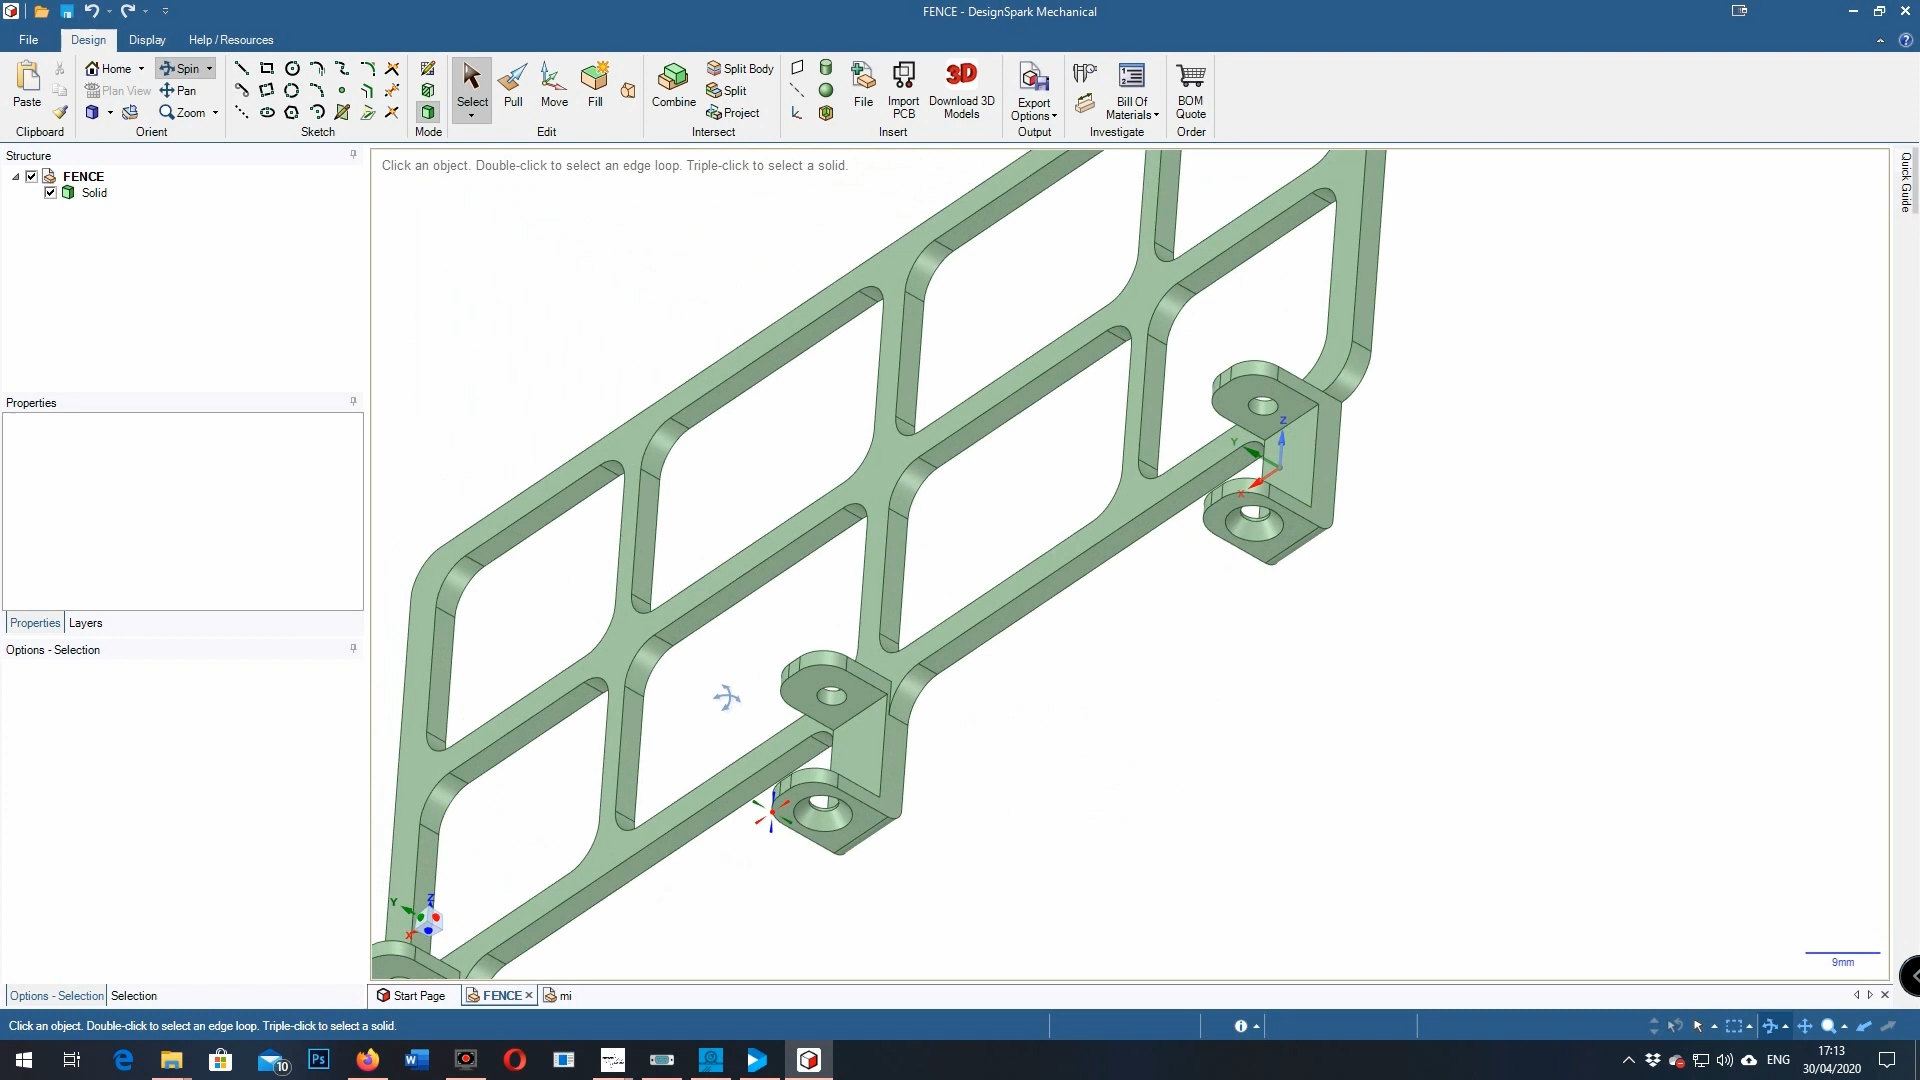 FENCE - DesignSpark Mechanical
File
Design
Display
Help / Resources
Paste
Home
Spin
Plan View
Pan
Zoom
Select
Pull
Move
Fill
Combine
Split Body
Split
Project
File
Import PCB
3D
Download 3D Models
Export Options
Bill Of Materials
BOM Quote
Clipboard
Orient
Sketch
Mode
Edit
Intersect
Insert
Output
Investigate
Order
Structure
FENCE
Solid
Click an object. Double-click to select an edge loop. Triple-click to select a solid.
Quick Guide
Properties
Properties
Layers
Options - Selection
Z
Y
X
Z
Y
X
9mm
Options - Selection
Selection
Start Page
FENCE
mi
Click an object. Double-click to select an edge loop. Triple-click to select a solid.
10
Ps
ENG
17:13
30/04/2020